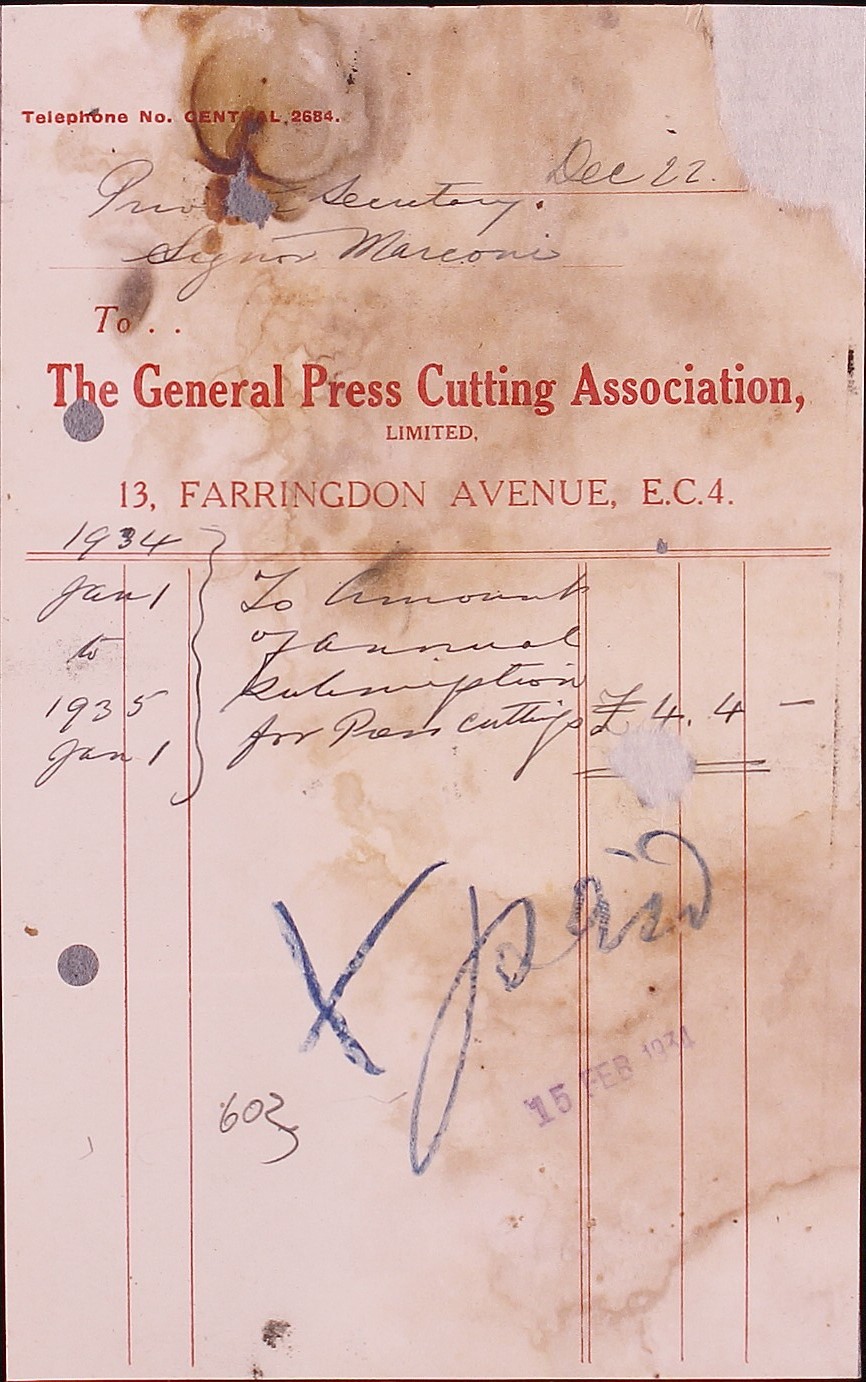 Telephone No. CENTRAL 2684.
Dec 22.
Private Secretary.
Signor Marconi
To . .
The General Press Cutting Association,
LIMITED,
13, FARRINGDON AVENUE, E.C.4.
1934
Jan 1 To Amount
to of annual
subscription
1935 for Press cuttings £ 4. 4 –
Jan 1
X paid
15 FEB 1934
603